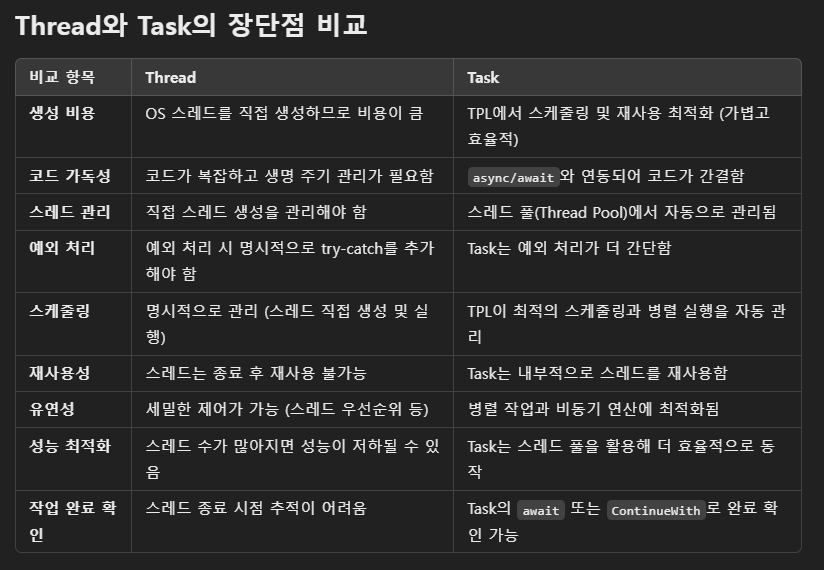 Thread와 Task의 장단점 비교
비교 항목 Thread Task
생성 비용 OS 스레드를 직접 생성하므로 비용이 큼 TPL에서 스케줄링 및 재사용 최적화 (가볍고
효율적)
코드 가독성 코드가 복잡하고 생명 주기 관리가 필요함 async/await와 연동되어 코드가 간결함
스레드 관리 직접 스레드 생성을 관리해야 함 스레드 풀(Thread Pool)에서 자동으로 관리됨
예외 처리 예외 처리 시 명시적으로 try-catch를 추가 Task는 예외 처리가 더 간단함
해야 함
스케줄링 명시적으로 관리 (스레드 직접 생성 및 실 TPL이 최적의 스케줄링과 병렬 실행을 자동 관
행) 리
재사용성 스레드는 종료 후 재사용 불가능 Task는 내부적으로 스레드를 재사용함
유연성 세밀한 제어가 가능 (스레드 우선순위 등) 병렬 작업과 비동기 연산에 최적화됨
성능 최적화 스레드 수가 많아지면 성능이 저하될 수 있 Task는 스레드 풀을 활용해 더 효율적으로 동
음 작
작업 완료 확 스레드 종료 시점 추적이 어려움 Task의 await 또는 ContinueWith로 완료 확
인 인 가능